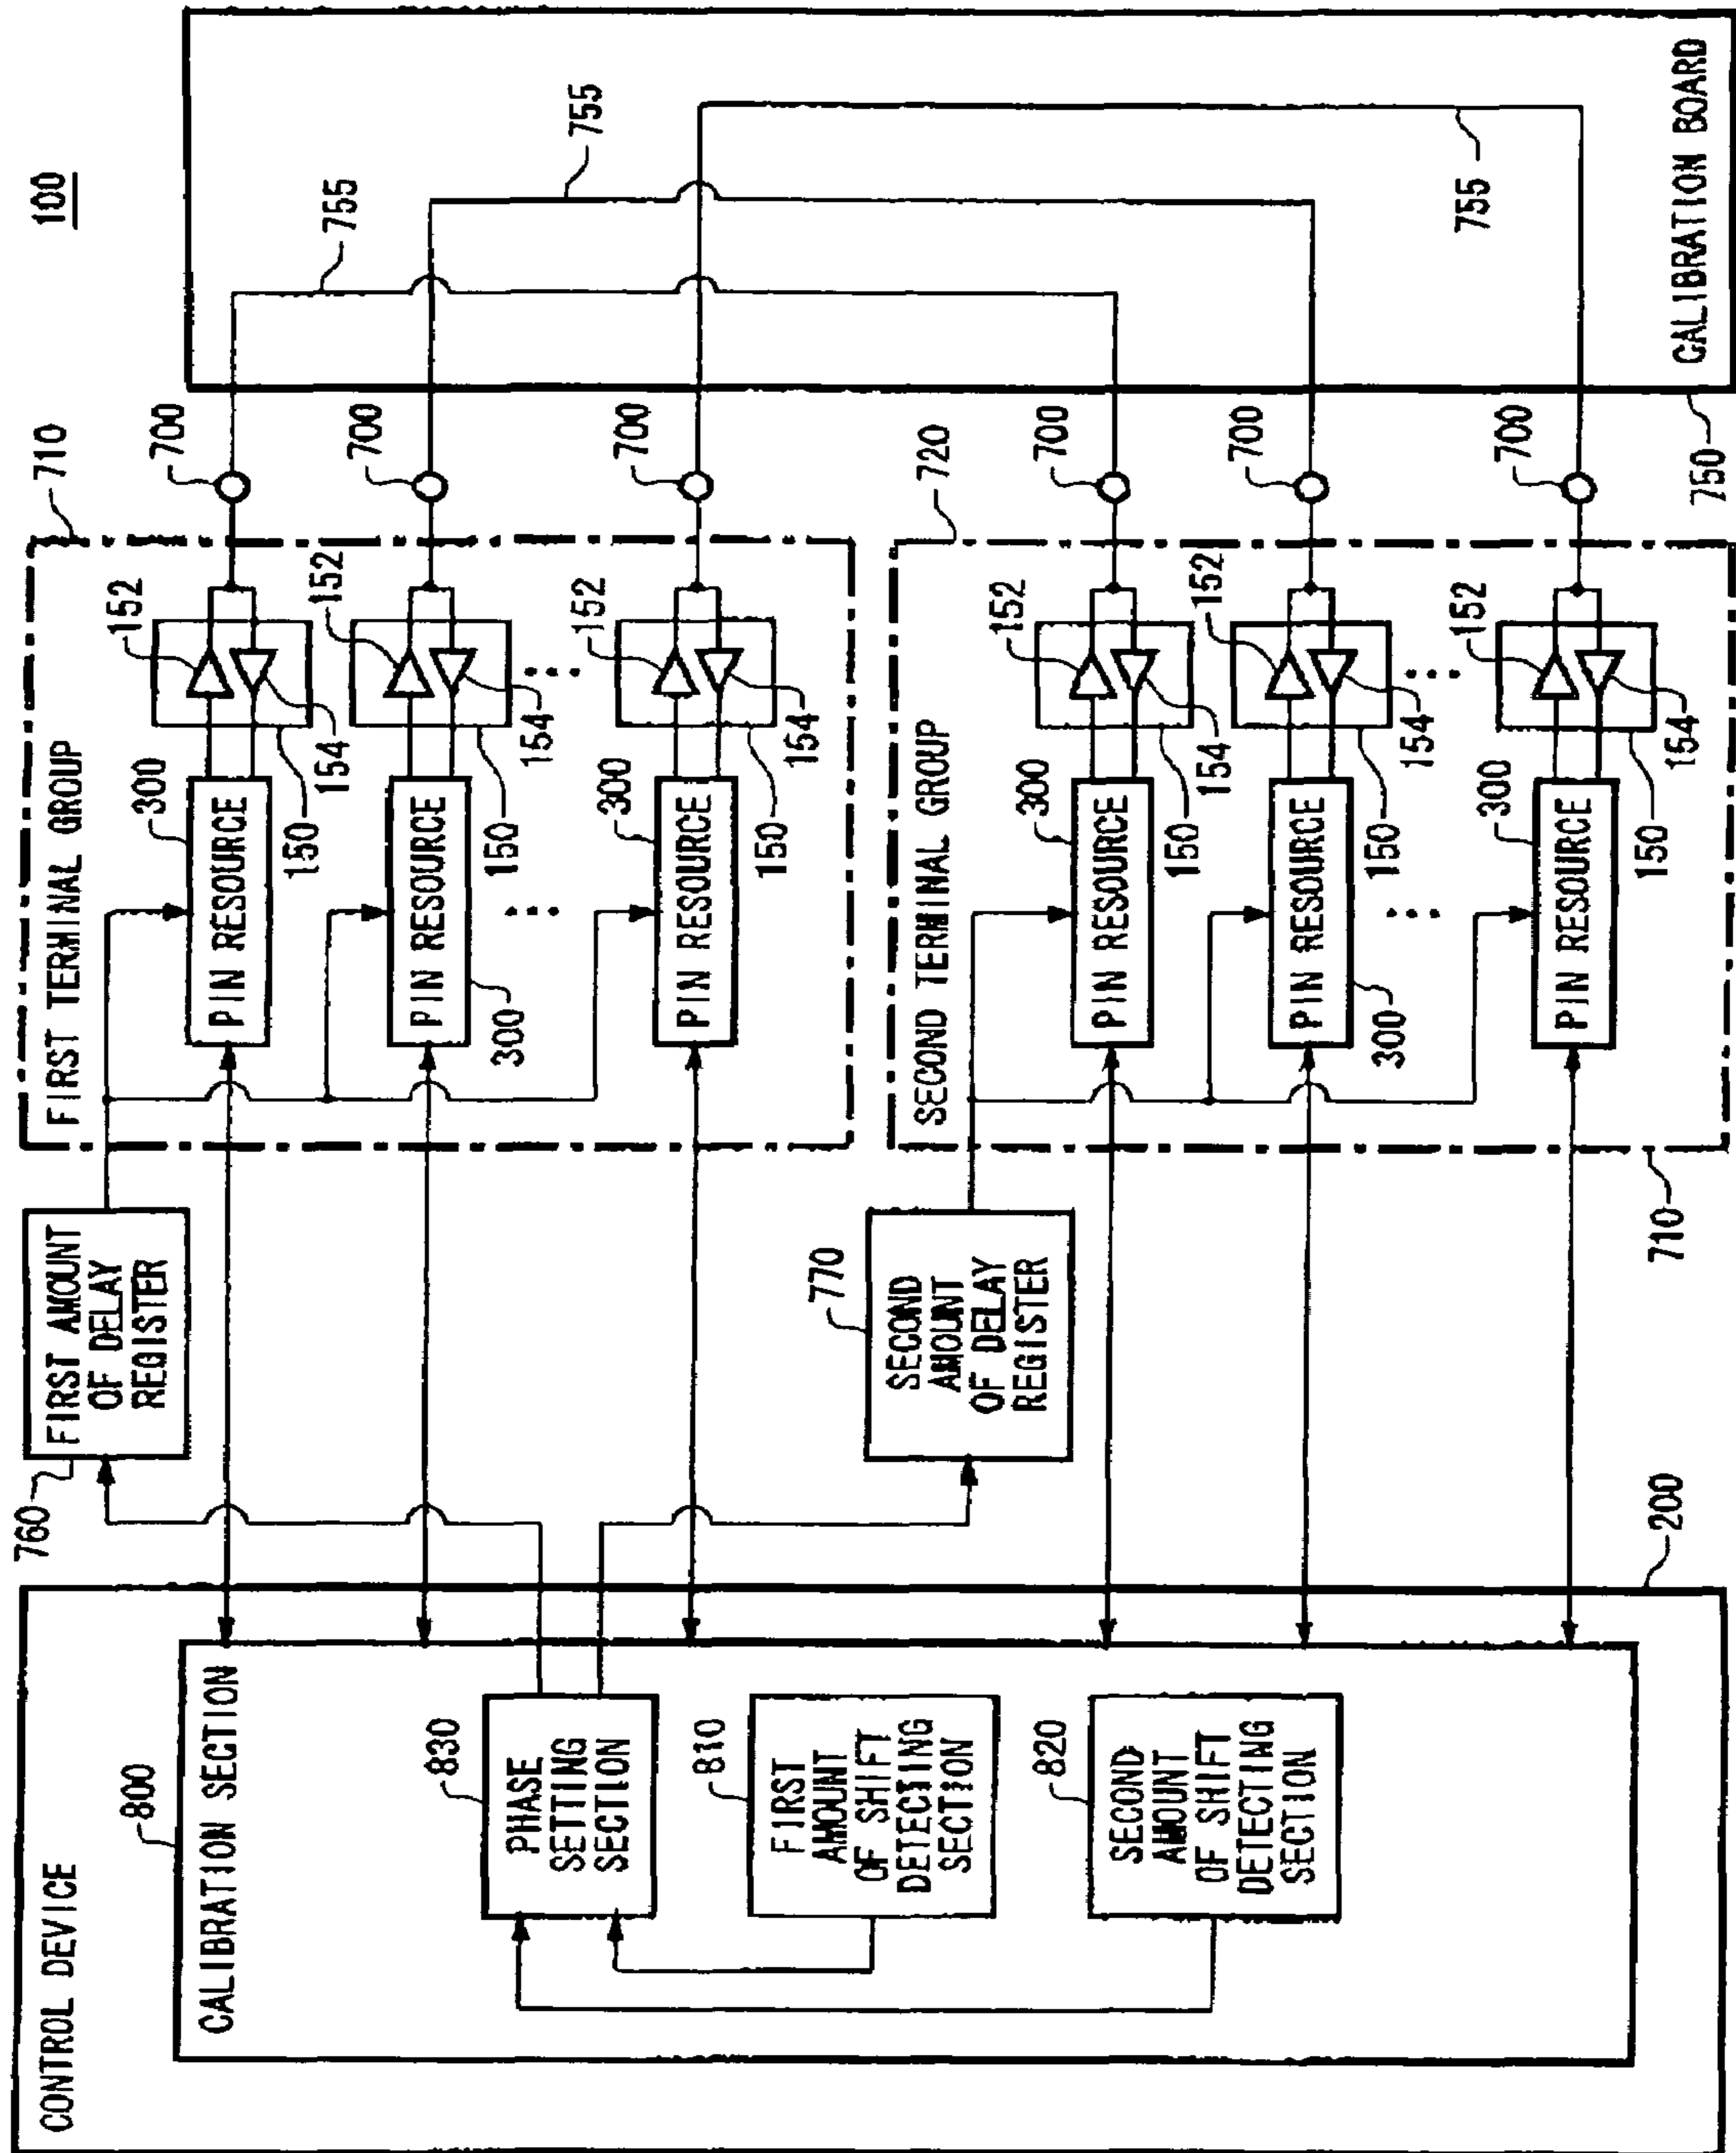 100
CONTROL DEVICE
200
CALIBRATION SECTION
800
830
PHASE
SETTING
SECTION
810
FIRST
AMOUNT
OF SHIFT
DETECTING
SECTION
820
SECOND
AMOUNT
OF SHIFT
DETECTING
SECTION
760
FIRST AMOUNT
OF DELAY
REGISTER
770
SECOND
AMOUNT
OF DELAY
REGISTER
FIRST TERMINAL GROUP
710
300
PIN RESOURCE
150
152
154
700
PIN RESOURCE
300
150
152
154
700
300
PIN RESOURCE
150
152
154
700
SECOND TERMINAL GROUP
720
710
300
PIN RESOURCE
150
152
154
700
PIN RESOURCE
300
150
152
154
700
300
PIN RESOURCE
150
152
154
700
755
755
755
CALIBRATION BOARD
750